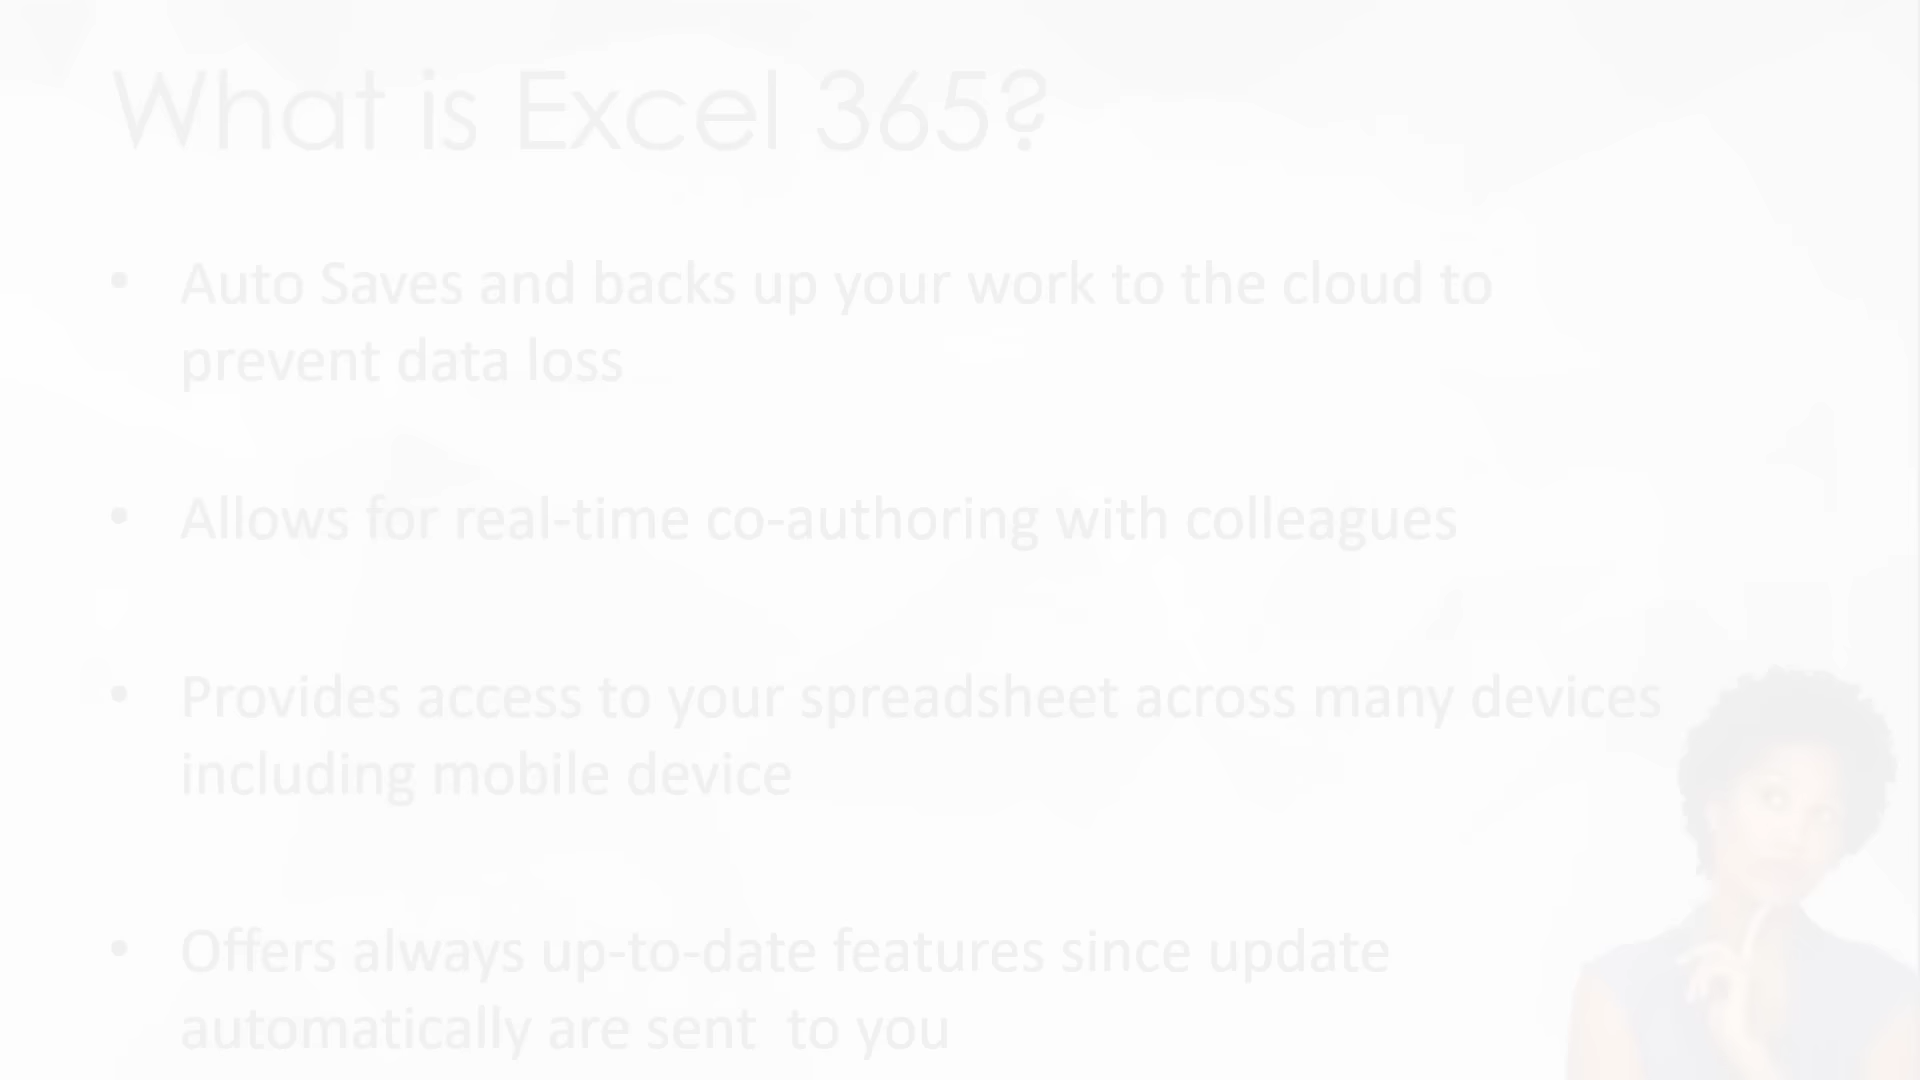 What is Excel 365?
• Auto Saves and backs up your work to the cloud to
prevent data loss
• Allows for real-time co-authoring with colleagues
• Provides access to your spreadsheet across many devices
including mobile device
• Offers always up-to-date features since update
automatically are sent  to you